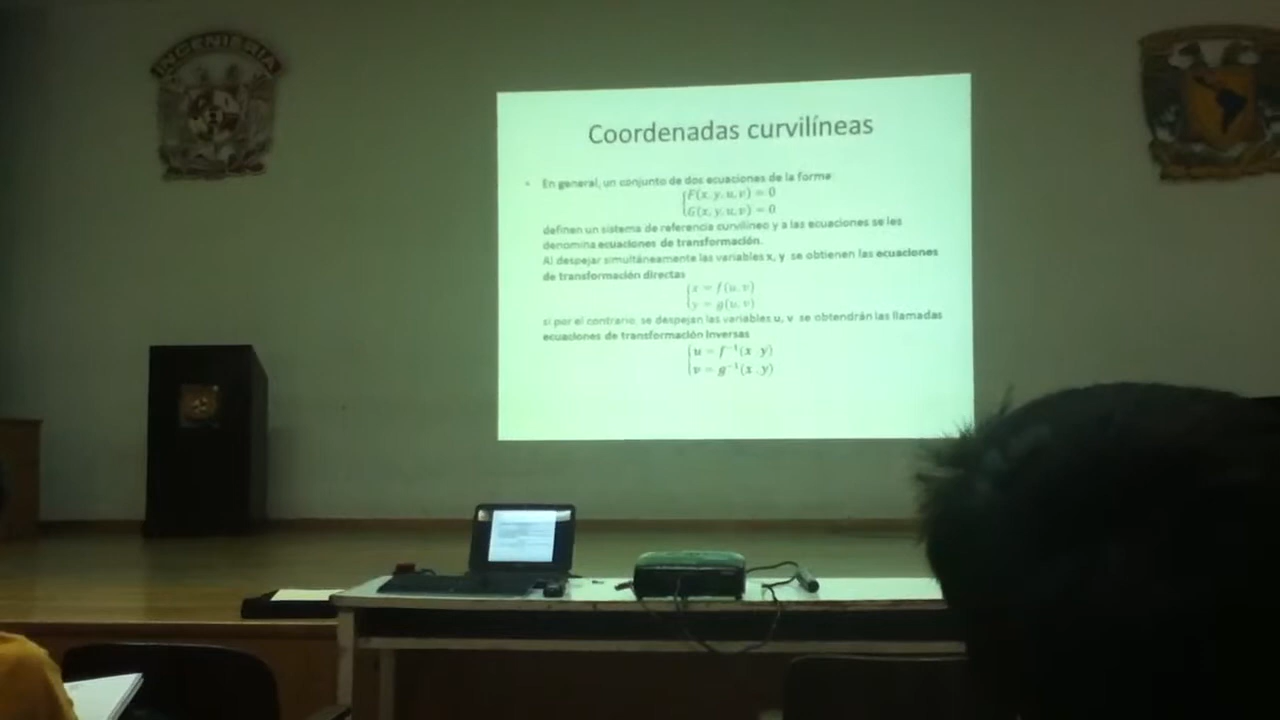 INGENIERIA
Coordenadas curvilíneas
• En general, un conjunto de dos ecuaciones de la forma
F(x, y, u, v) = 0
G(x, y, u, v) = 0
definen un sistema de referencia curvilíneo y a las ecuaciones se les
denomina ecuaciones de transformación.
Al despejar simultáneamente las variables x, y se obtienen las ecuaciones
de transformación directas
x = f(u, v)
y = g(u, v)
si por el contrario, se despejan las variables u, v se obtendrán las llamadas
ecuaciones de transformación inversas
u = f⁻¹(x, y)
v = g⁻¹(x, y)